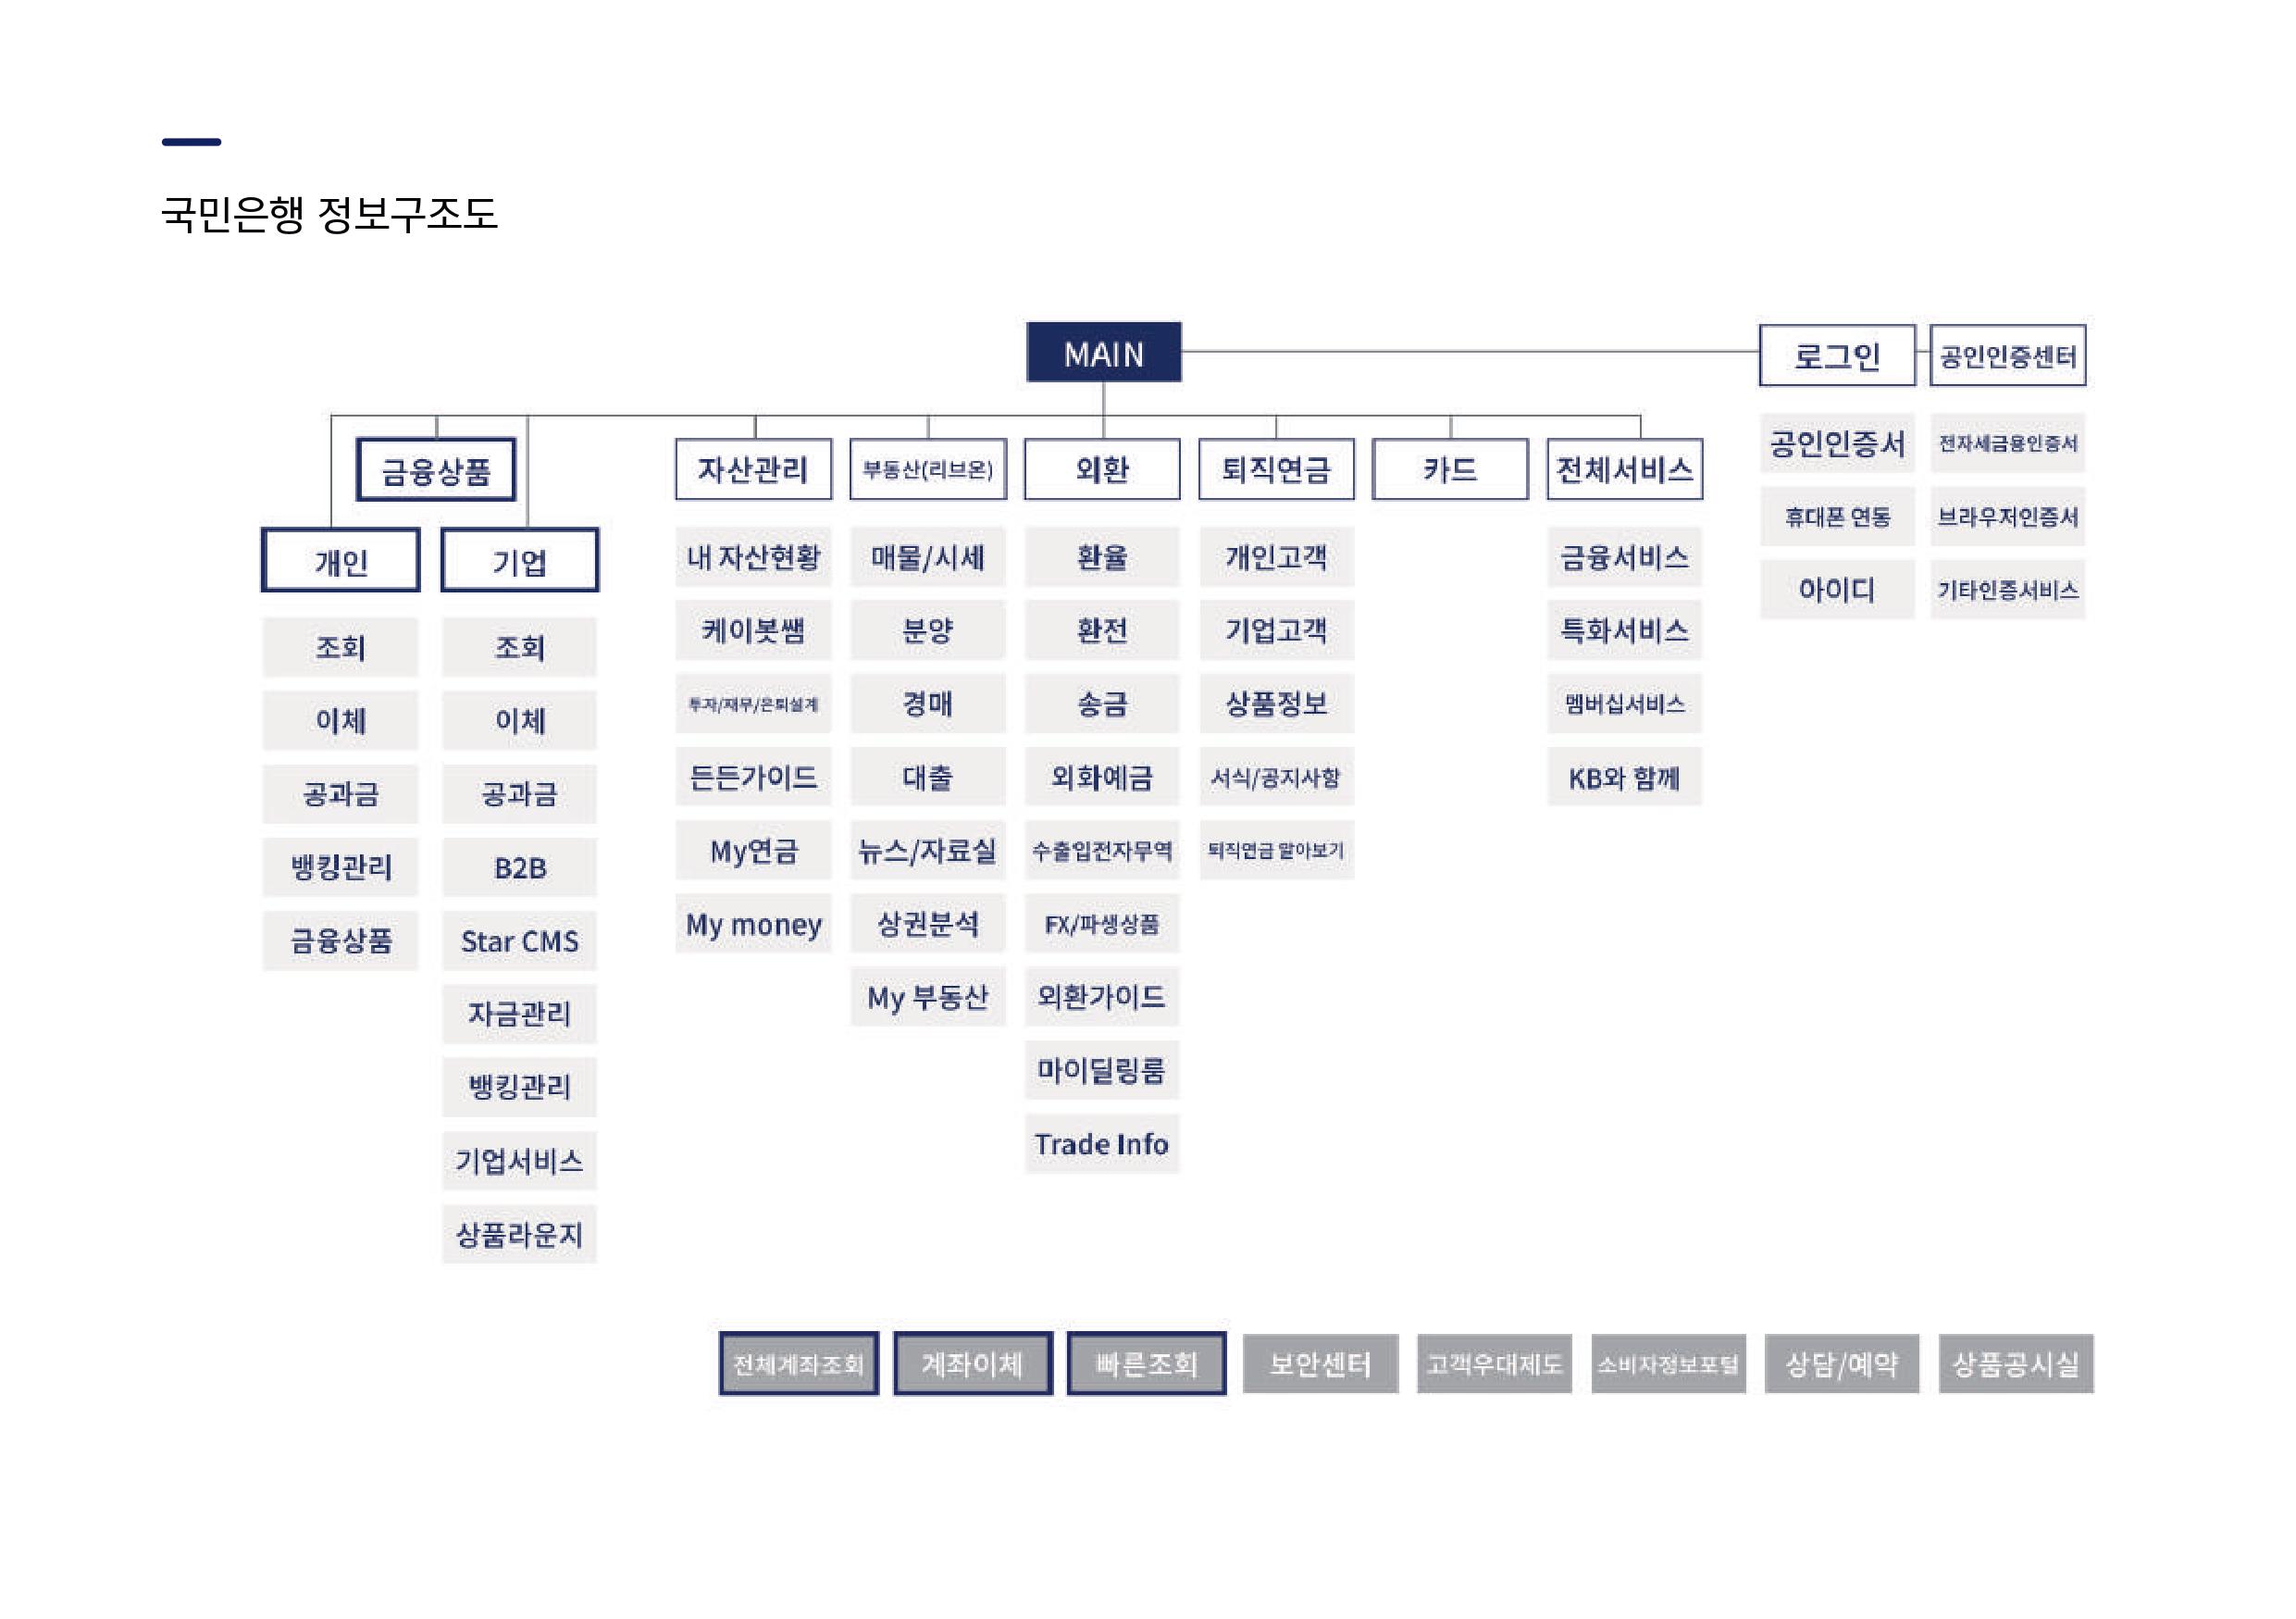 국민은행 정보구조도
MAIN
로그인
공인인증센터
공인인증서
전자세금용인증서
휴대폰 연동
브라우저인증서
아이디
기타인증서비스
금융상품
개인
조회
이체
공과금
뱅킹관리
금융상품
기업
조회
이체
공과금
B2B
Star CMS
자금관리
뱅킹관리
기업서비스
상품라운지
자산관리
내 자산현황
케이봇쌤
투자/재무/은퇴설계
든든가이드
My연금
My money
부동산(리브온)
매물/시세
분양
경매
대출
뉴스/자료실
상권분석
My 부동산
외환
환율
환전
송금
외화예금
수출입전자무역
FX/파생상품
외환가이드
마이딜링룸
Trade Info
퇴직연금
개인고객
기업고객
상품정보
서식/공지사항
퇴직연금 알아보기
카드
전체서비스
금융서비스
특화서비스
멤버십서비스
KB와 함께
전체계좌조회
계좌이체
빠른조회
보안센터
고객우대제도
소비자정보포털
상담/예약
상품공시실